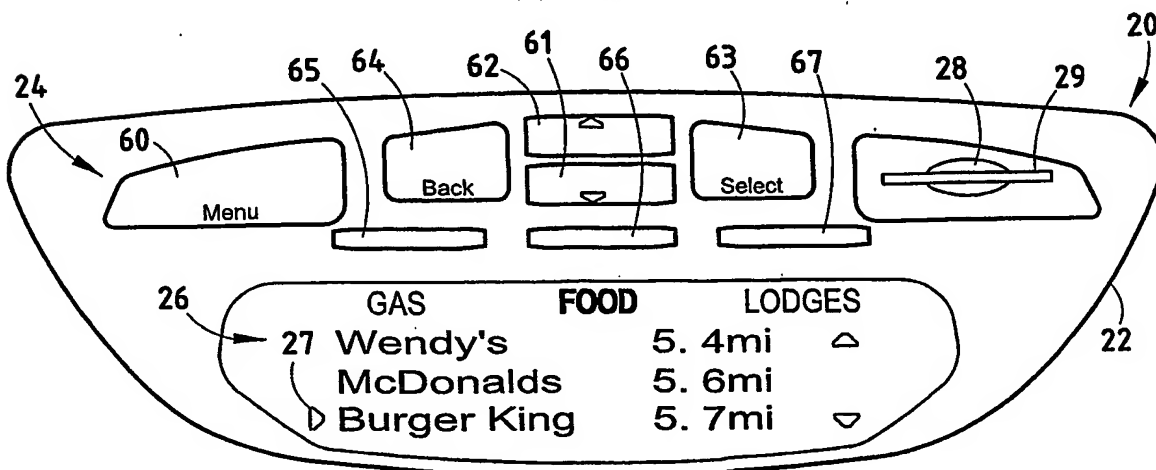 20
61
62 66 63 67 28 29
65 64
24
60
Back Select
Menu
26 GAS FOOD LODGES
27 Wendy's 5. 4mi
22
McDonalds 5. 6mi
Burger King 5. 7mi